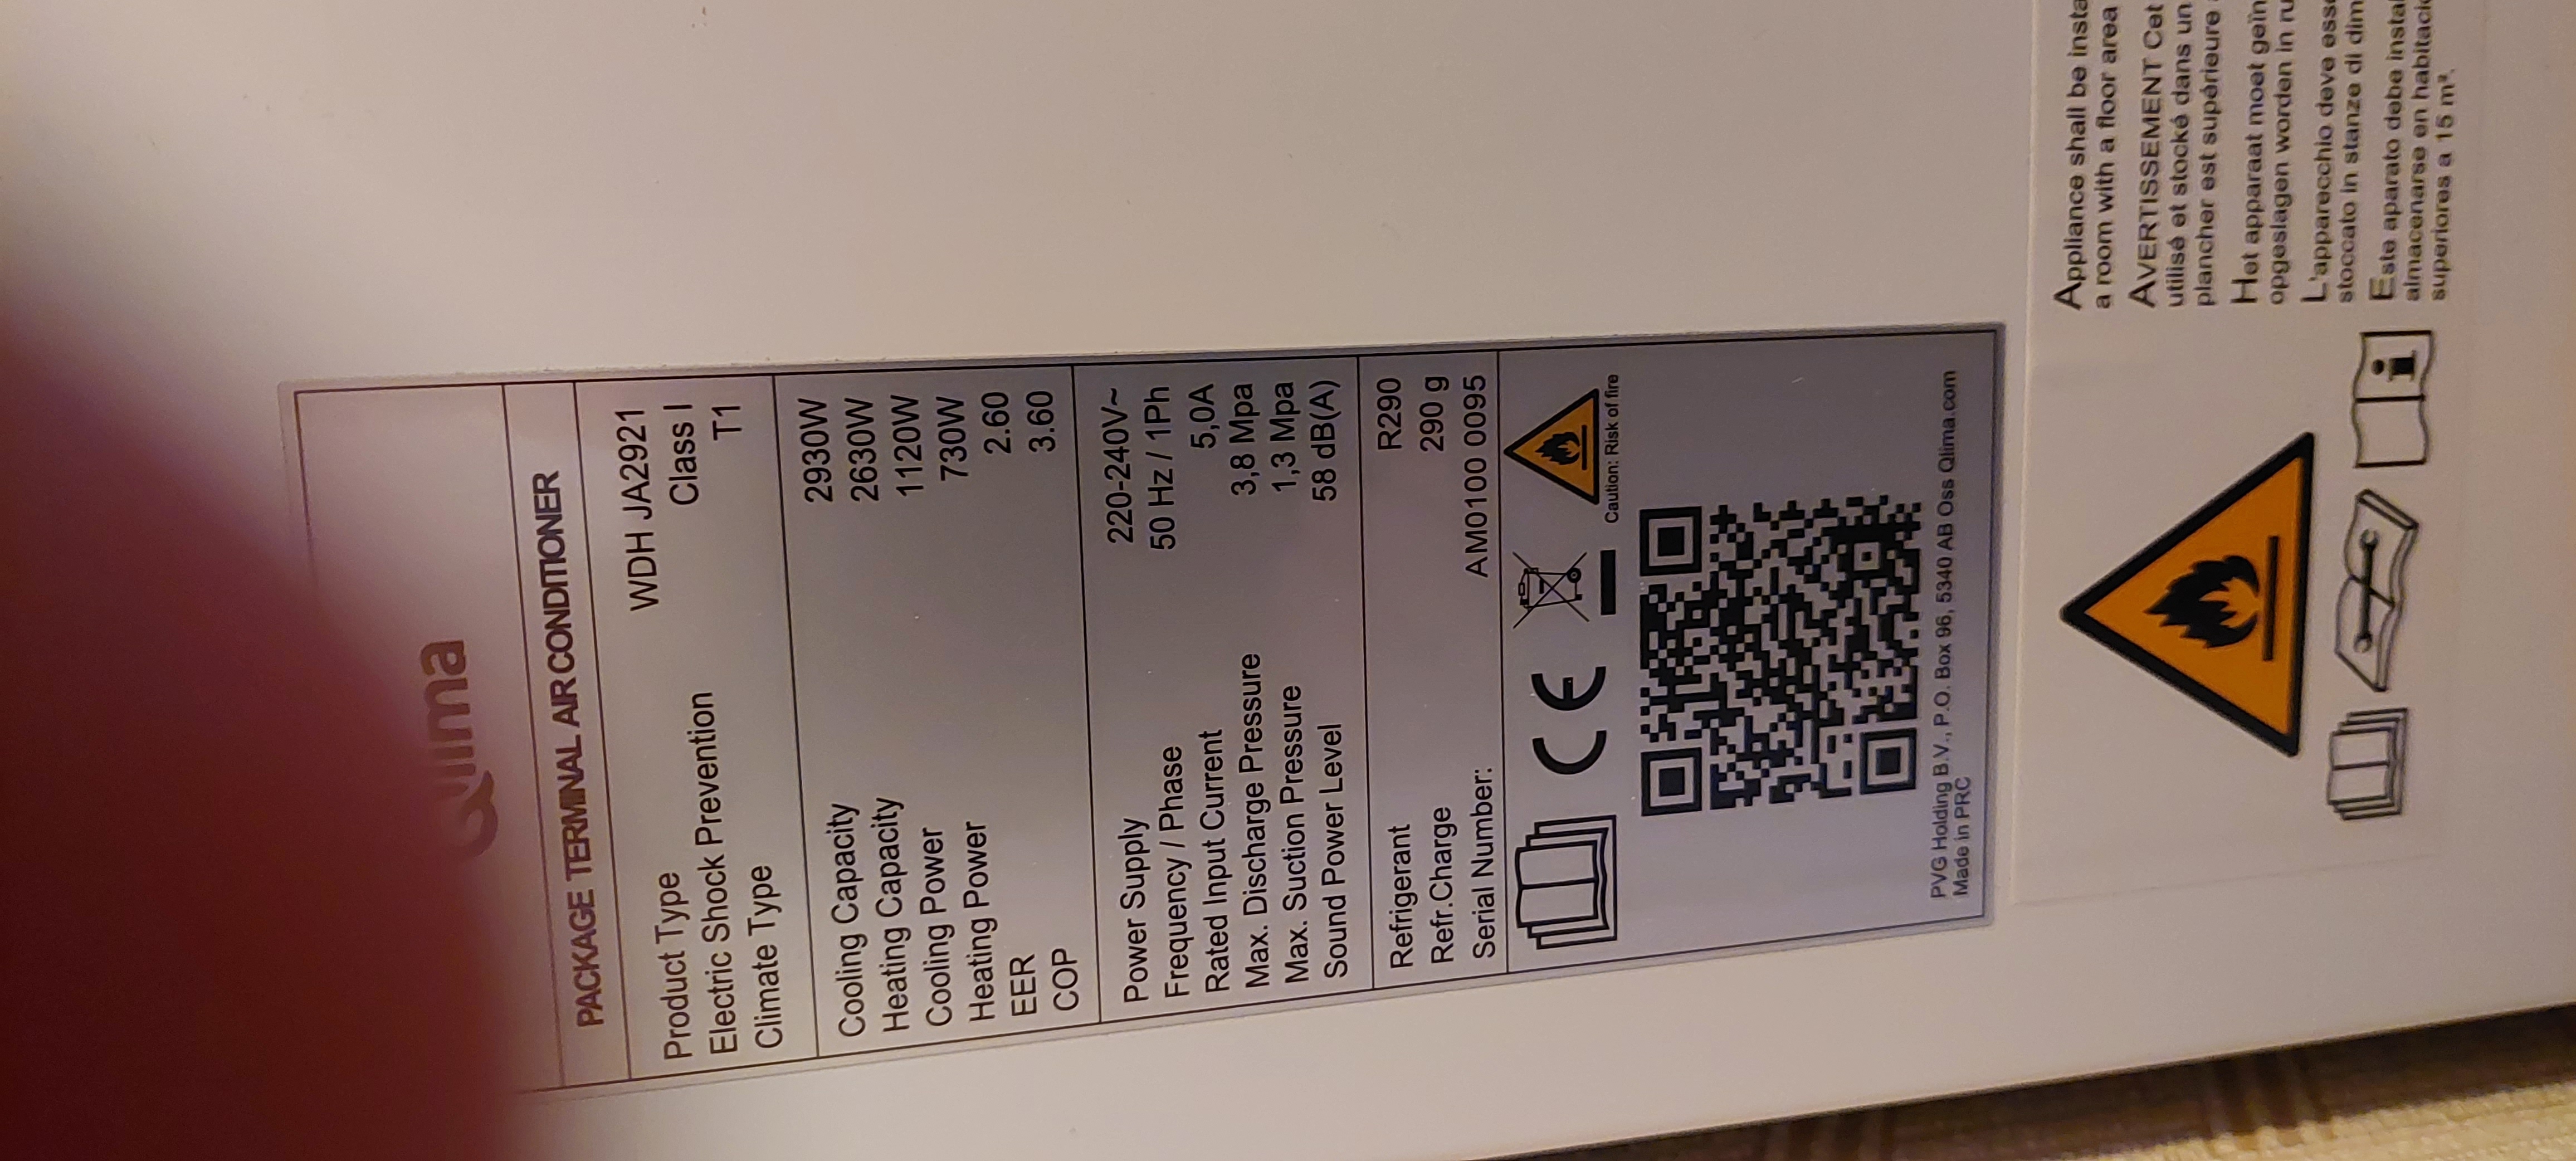 Qlima
PACKAGE TERMINAL AIR CONDITIONER
Product Type WDH JA2921
Electric Shock Prevention Class I
Climate Type T1
Cooling Capacity 2930W
Heating Capacity 2630W
Cooling Power 1120W
Heating Power 730W
EER 2.60
COP 3.60
Power Supply 220-240V~
Frequency / Phase 50 Hz / 1Ph
Rated Input Current 5,0A
Max. Discharge Pressure 3,8 Mpa
Max. Suction Pressure 1,3 Mpa
Sound Power Level 58 dB(A)
Refrigerant R290
Refr.Charge 290 g
Serial Number: AM0100 0095
CE
Caution: Risk of fire
PVG Holding B.V., P.O. Box 96, 5340 AB Oss Qlima.com
Made in PRC
Appliance shall be insta
a room with a floor area
AVERTISSEMENT Cet
utilisé et stocké dans un
plancher est supérieure
Het apparaat moet geïn
opgeslagen worden in ru
L'apparecchio deve ess
stoccato in stanze di dim
Este aparato debe instal
almacenarse en habitaci
superiores a 15 m².